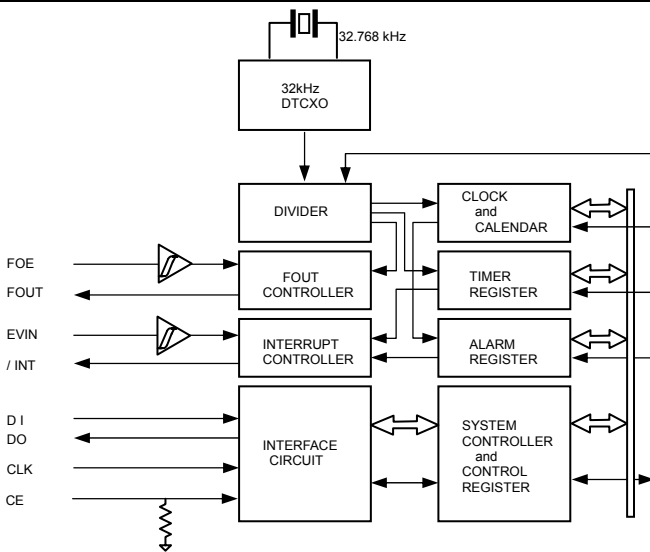 32.768 kHz
32kHz
DTCXO
DIVIDER
CLOCK
and
CALENDAR
FOE
FOUT
FOUT
CONTROLLER
TIMER
REGISTER
EVIN
/ INT
INTERRUPT
CONTROLLER
ALARM
REGISTER
D I
DO
CLK
CE
INTERFACE
CIRCUIT
SYSTEM
CONTROLLER
and
CONTROL
REGISTER